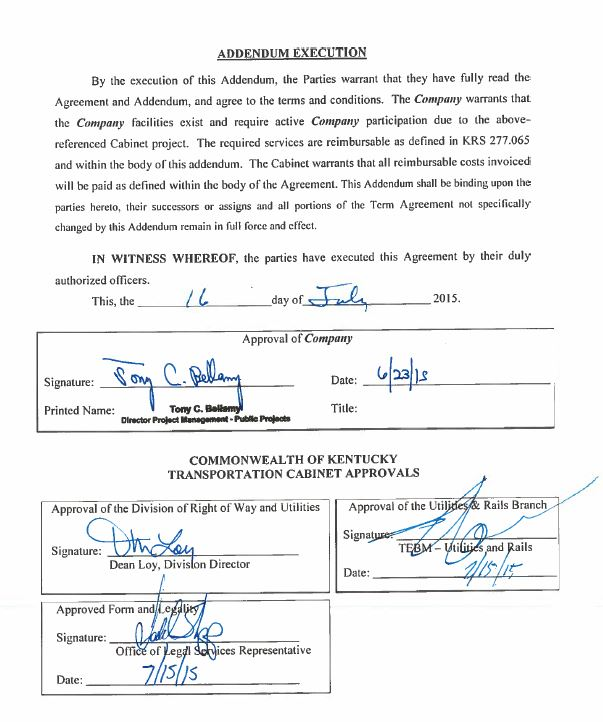 ADDENDUM EXECUTION
By the execution of this Addendum, the Parties warrant that they have fully read the
Agreement and Addendum, and agree to the terms and conditions. The Company warrants that
the Company facilities exist and require active Company participation due to the above-
referenced Cabinet project. The required services are reimbursable as defined in KRS 277.065
and within the body of this addendum. The Cabinet warrants that all reimbursable costs invoiced
will be paid as defined within the body of the Agreement. This Addendum shall be binding upon the
parties hereto, their successors or assigns and all portions of the Term Agreement not specifically
changed by this Addendum remain in full force and effect.
IN WITNESS WHEREOF, the parties have executed this Agreement by their duly
authorized officers.
This, the 16 day of July 2015.
Approval of Company
Signature: Tony C. Bellamy Date: 6/23/15
Printed Name: Tony C. Bellamy Title:
Director Project Management - Public Projects
COMMONWEALTH OF KENTUCKY
TRANSPORTATION CABINET APPROVALS
Approval of the Division of Right of Way and Utilities
Signature:
Dean Loy, Division Director
Approval of the Utilities & Rails Branch
Signature:
TEBM – Utilities and Rails
Date: 7/15/15
Approved Form and Legality
Signature:
Office of Legal Services Representative
Date: 7/15/15